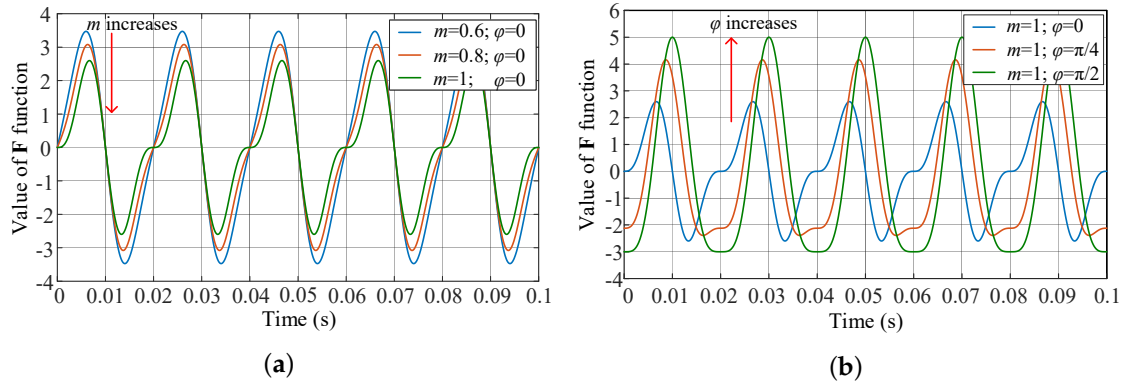 m increases
m=0.6; φ=0
m=0.8; φ=0
m=1; φ=0
Value of F function
4
3
2
1
0
-1
-2
-3
-4
0 0.01 0.02 0.03 0.04 0.05 0.06 0.07 0.08 0.09 0.1
Time (s)
(a)
φ increases
m=1; φ=0
m=1; φ=π/4
m=1; φ=π/2
Value of F function
6
5
4
3
2
1
0
-1
-2
-3
-4
0 0.01 0.02 0.03 0.04 0.05 0.06 0.07 0.08 0.09 0.1
Time (s)
(b)